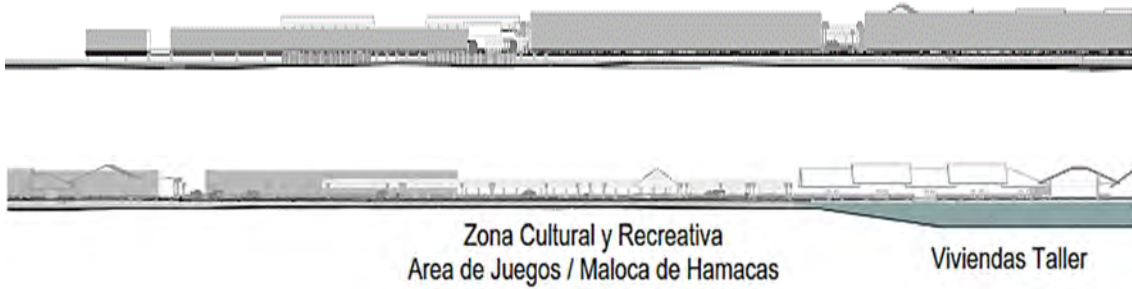 Zona Cultural y Recreativa
Area de Juegos / Maloca de Hamacas
Viviendas Taller